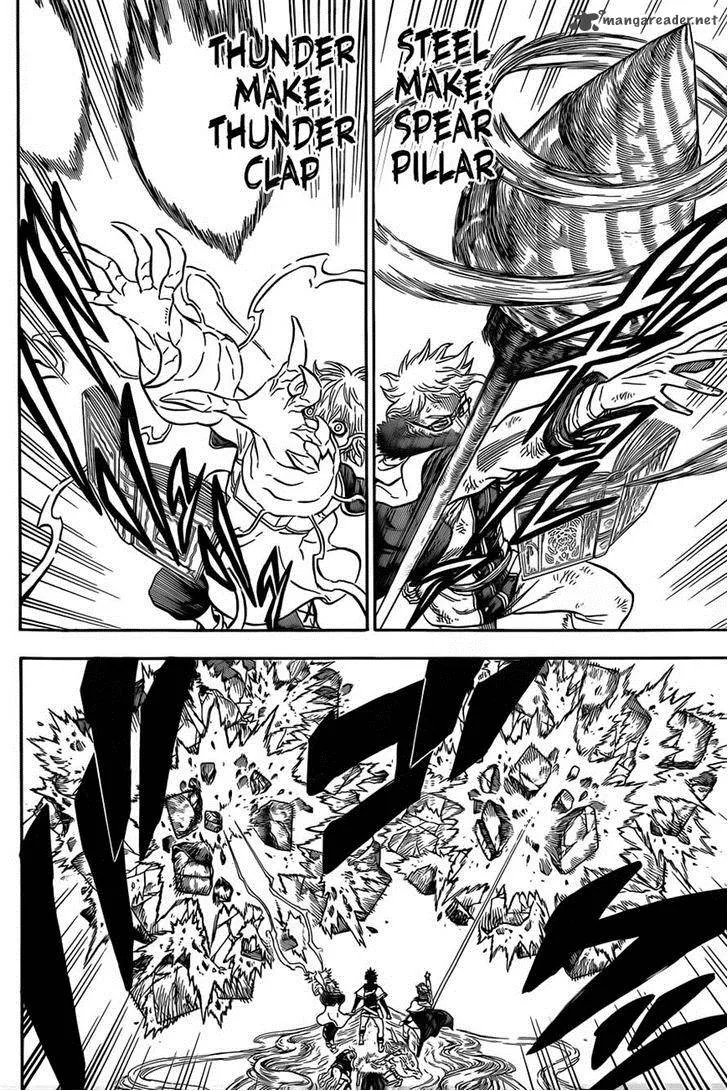 mangareader.net
STEEL
MAKE:
SPEAR
PILLAR
THUNDER
MAKE:
THUNDER
CLAP